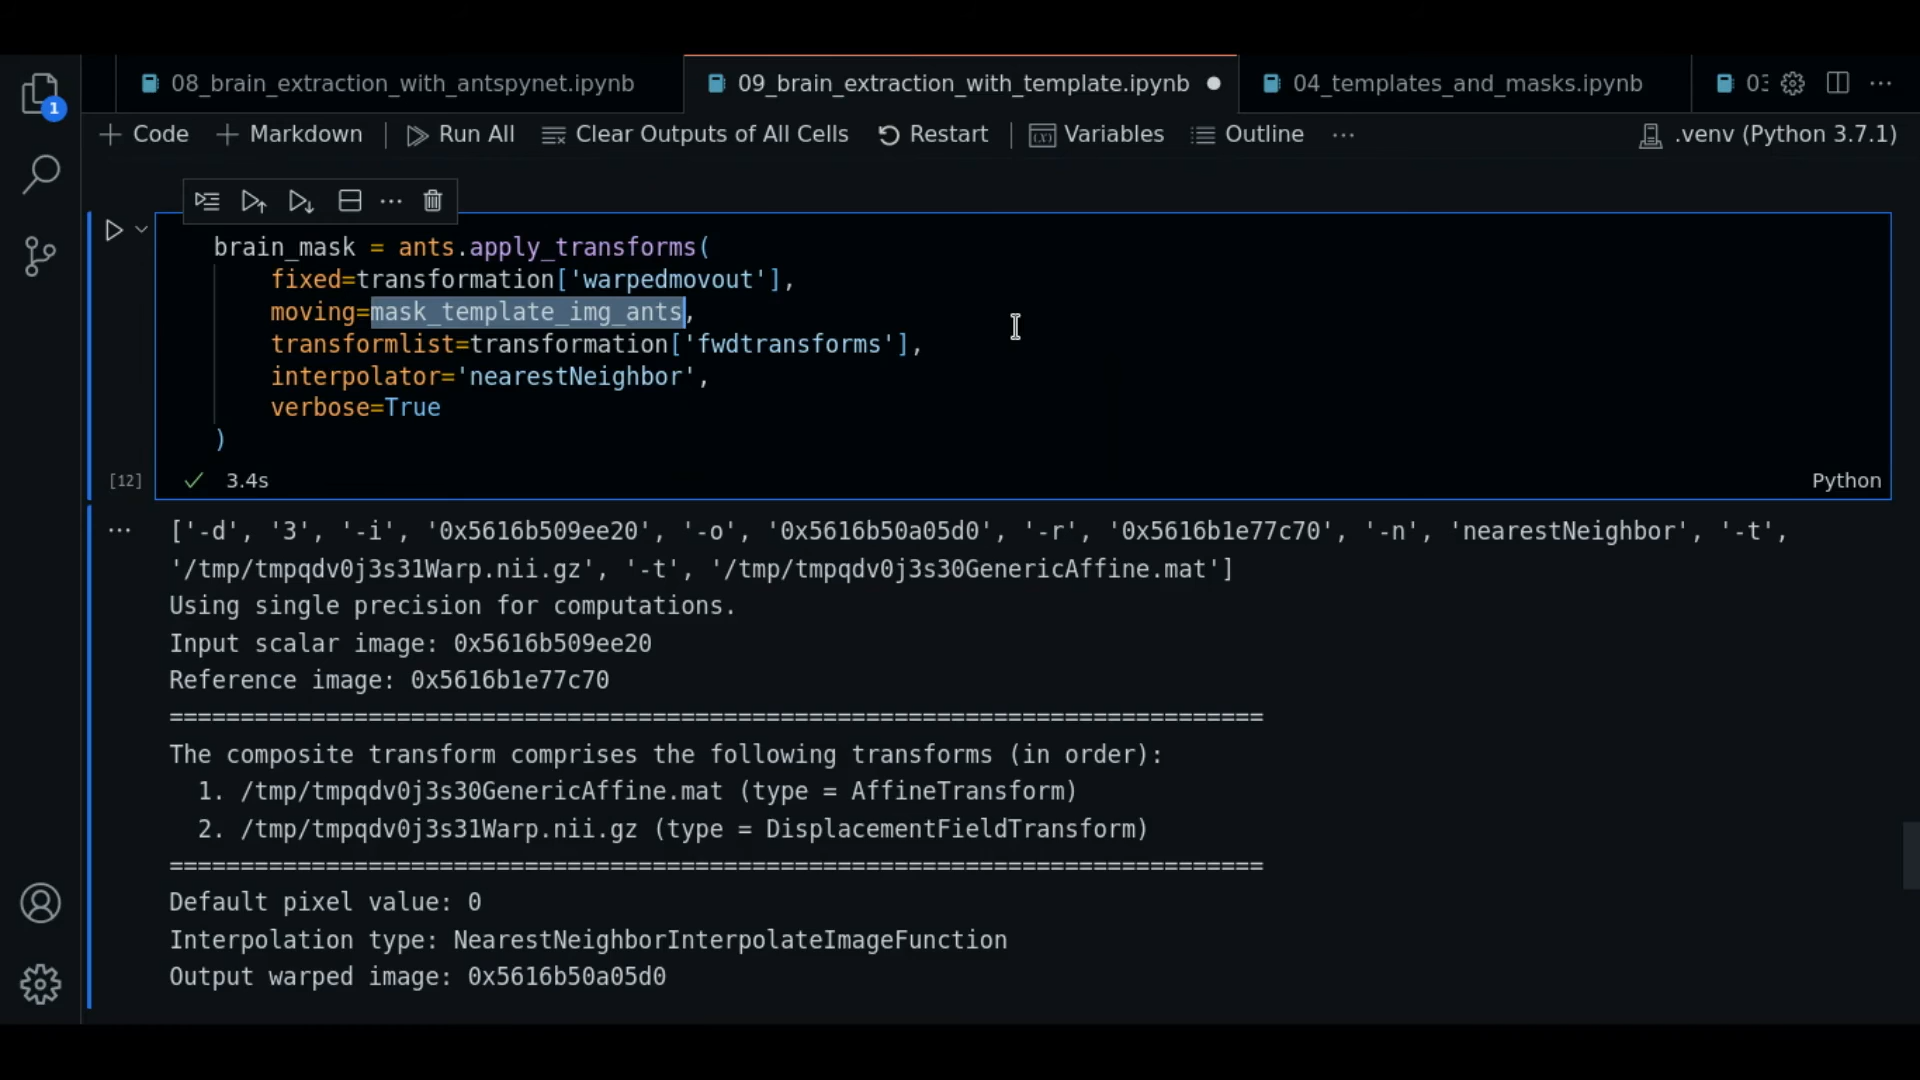 1
08_brain_extraction_with_antspynet.ipynb 09_brain_extraction_with_template.ipynb 04_templates_and_masks.ipynb 03
Code Markdown Run All Clear Outputs of All Cells Restart Variables Outline ... .venv (Python 3.7.1)
brain_mask = ants.apply_transforms(
fixed=transformation['warpedmovout'],
moving=mask_template_img_ants,
transformlist=transformation['fwdtransforms'],
interpolator='nearestNeighbor',
verbose=True
)
[12] 3.4s Python
['-d', '3', '-i', '0x5616b509ee20', '-o', '0x5616b50a05d0', '-r', '0x5616b1e77c70', '-n', 'nearestNeighbor', '-t',
'/tmp/tmpqdv0j3s31Warp.nii.gz', '-t', '/tmp/tmpqdv0j3s30GenericAffine.mat']
Using single precision for computations.
Input scalar image: 0x5616b509ee20
Reference image: 0x5616b1e77c70
=============================================================================
The composite transform comprises the following transforms (in order):
1. /tmp/tmpqdv0j3s30GenericAffine.mat (type = AffineTransform)
2. /tmp/tmpqdv0j3s31Warp.nii.gz (type = DisplacementFieldTransform)
=============================================================================
Default pixel value: 0
Interpolation type: NearestNeighborInterpolateImageFunction
Output warped image: 0x5616b50a05d0